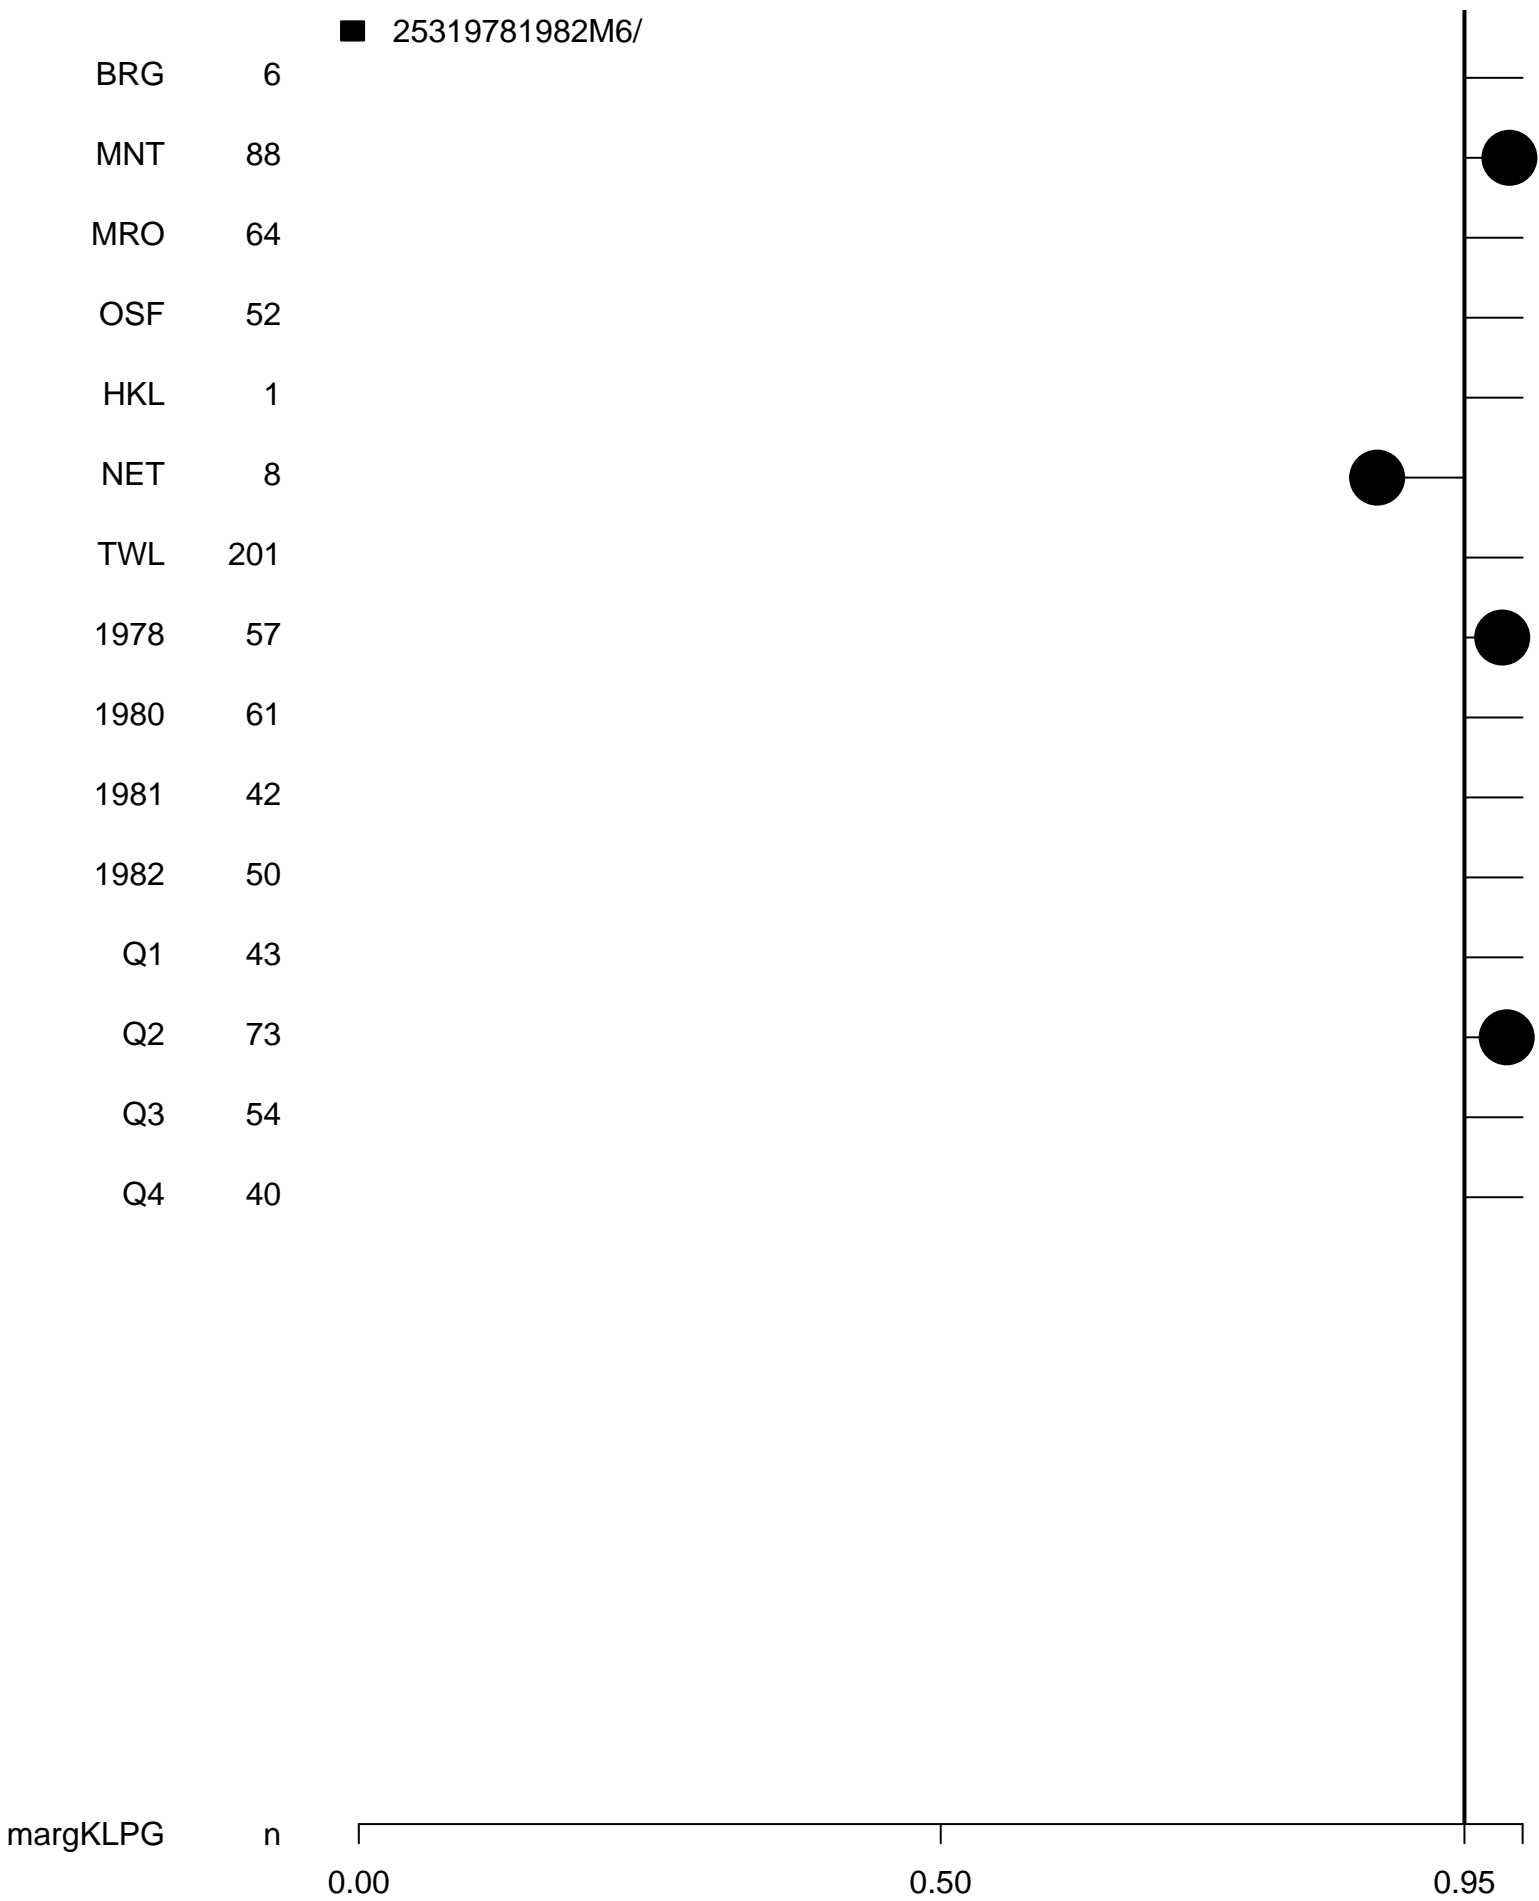 25319781982M6/
BRG 6
MNT 88
MRO 64
OSF 52
HKL 1
NET 8
TWL 201
1978 57
1980 61
1981 42
1982 50
Q1 43
Q2 73
Q3 54
Q4 40
margKLPG n
0.00 0.50 0.95